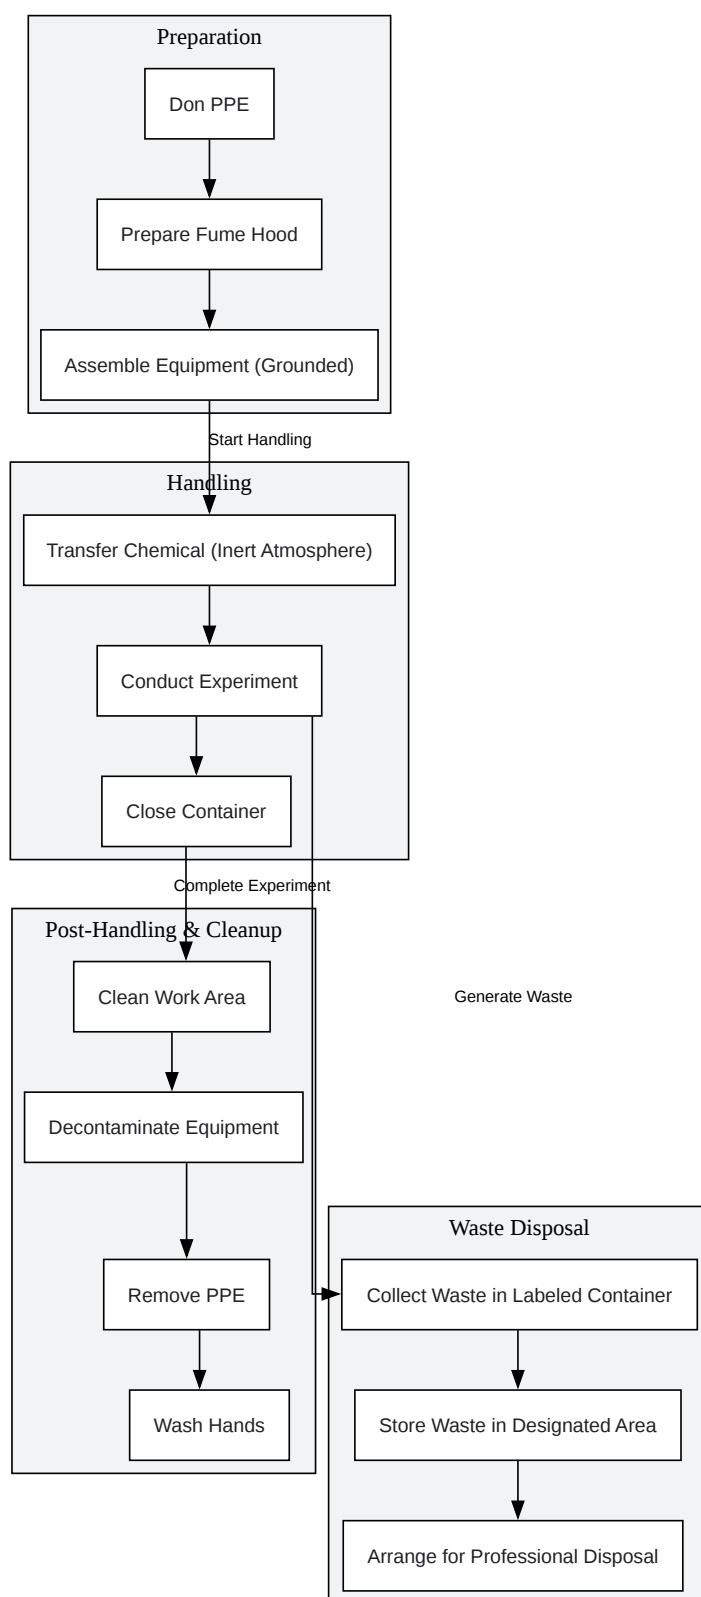 Preparation
Don PPE
Prepare Fume Hood
Assemble Equipment (Grounded)
Start Handling
Handling
Transfer Chemical (Inert Atmosphere)
Conduct Experiment
Close Container
Complete Experiment
Post-Handling & Cleanup
Clean Work Area
Generate Waste
Decontaminate Equipment
Waste Disposal
Remove PPE
Collect Waste in Labeled Container
Wash Hands
Store Waste in Designated Area
Arrange for Professional Disposal